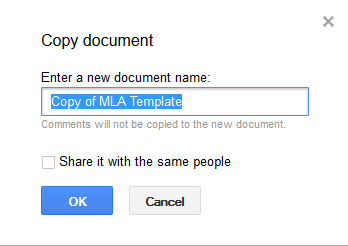 Copy document
Enter a new document name:
Copy of MLA Template
Comments will not be copied to the new document.
Share it with the same people
OK
Cancel